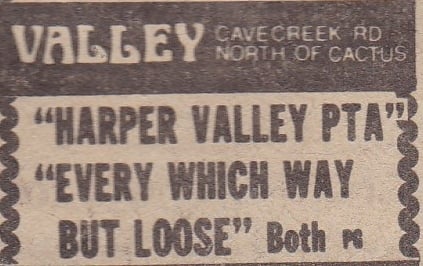 VALLEY CAVECREEK RD
NORTH OF CACTUS
"HARPER VALLEY PTA"
"EVERY WHICH WAY
BUT LOOSE" Both PG